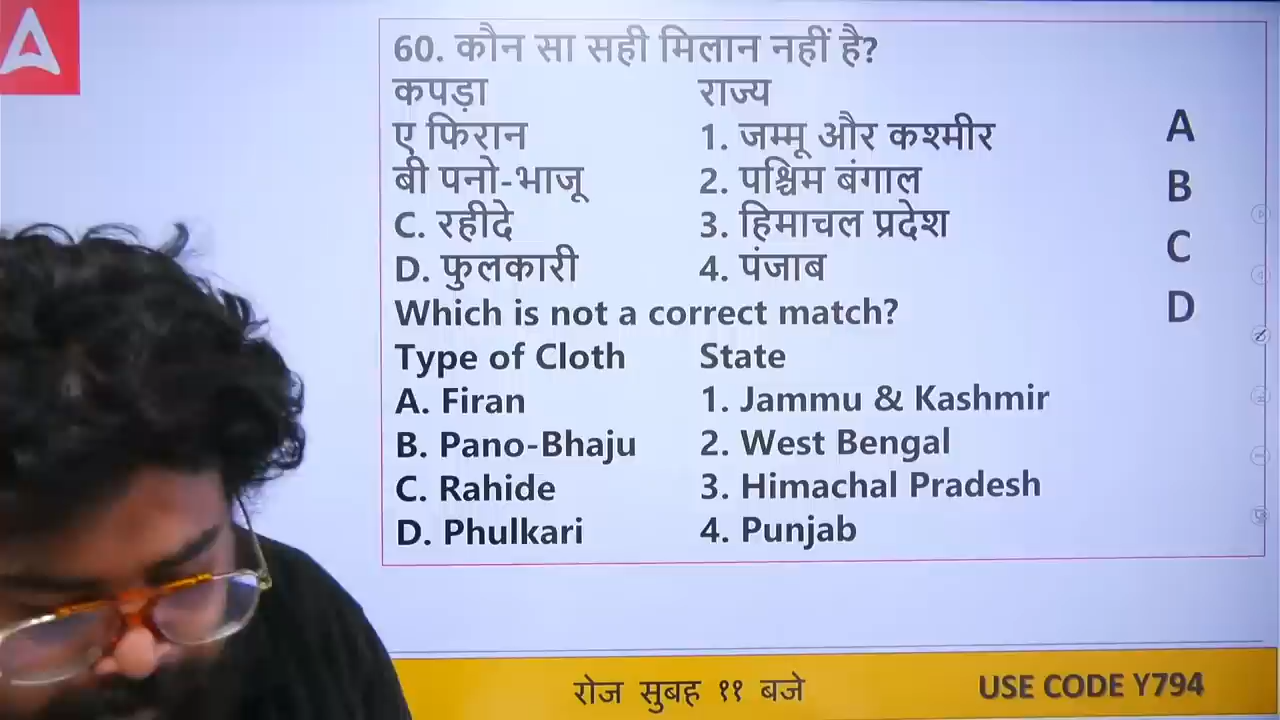 A
60. कौन सा सही मिलान नहीं है?
कपड़ा राज्य
ए फिरान 1. जम्मू और कश्मीर
बी पनो-भाजू 2. पश्चिम बंगाल
C. रहीदे 3. हिमाचल प्रदेश
D. फुलकारी 4. पंजाब
Which is not a correct match?
Type of Cloth State
A. Firan 1. Jammu & Kashmir
B. Pano-Bhaju 2. West Bengal
C. Rahide 3. Himachal Pradesh
D. Phulkari 4. Punjab
A
B
C
D
रोज सुबह ११ बजे USE CODE Y794